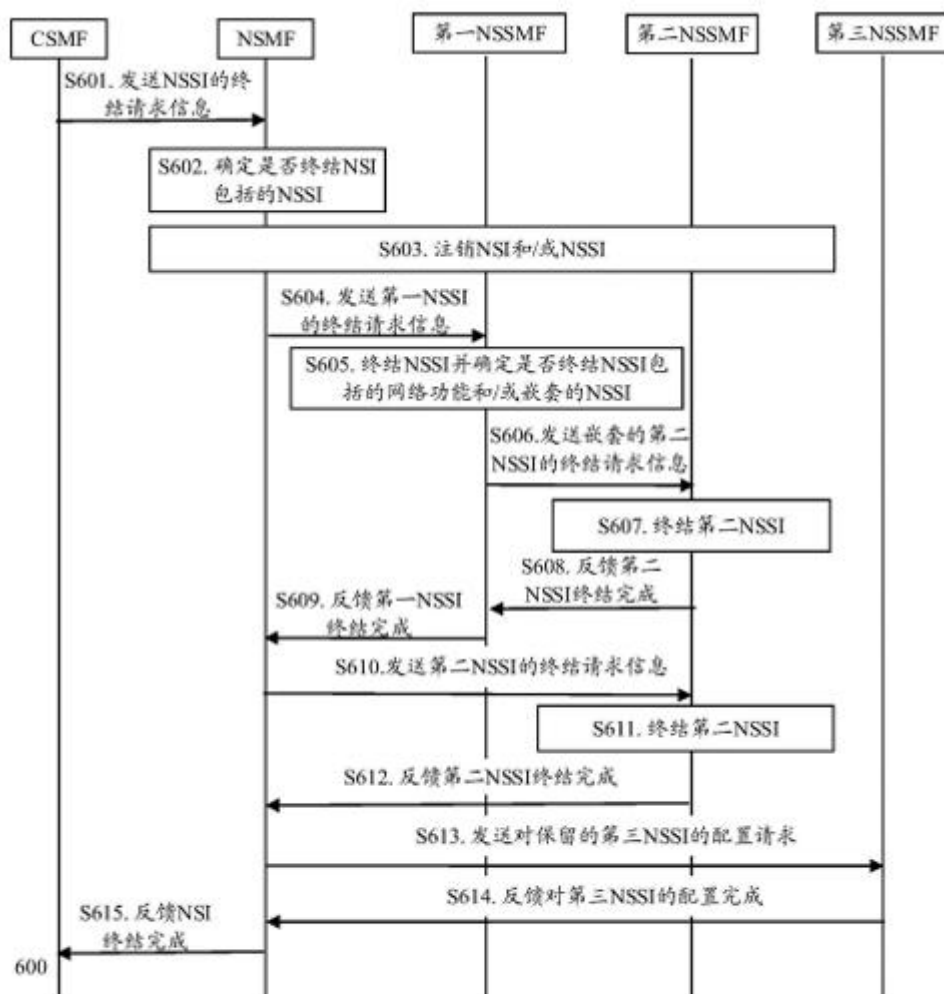 CSMF
NSMF
第一NSSMF
第二NSSMF
第三NSSMF
S601. 发送NSSI的终
结请求信息
S602. 确定是否终结NSI
包括的NSSI
S603. 注销NSI和/或NSSI
S604. 发送第一NSSI
的终结请求信息
S605. 终结NSSI并确定是否终结NSSI包
括的网络功能和/或嵌套的NSSI
S606.发送嵌套的第二
NSSI的终结请求信息
S607. 终结第二NSSI
S608. 反馈第二
NSSI终结完成
S609. 反馈第一NSSI
终结完成
S610.发送第二NSSI的终结请求信息
S611. 终结第二NSSI
S612. 反馈第二NSSI终结完成
S613. 发送对保留的第三NSSI的配置请求
S614. 反馈对第三NSSI的配置完成
S615. 反馈NSI
终结完成
600